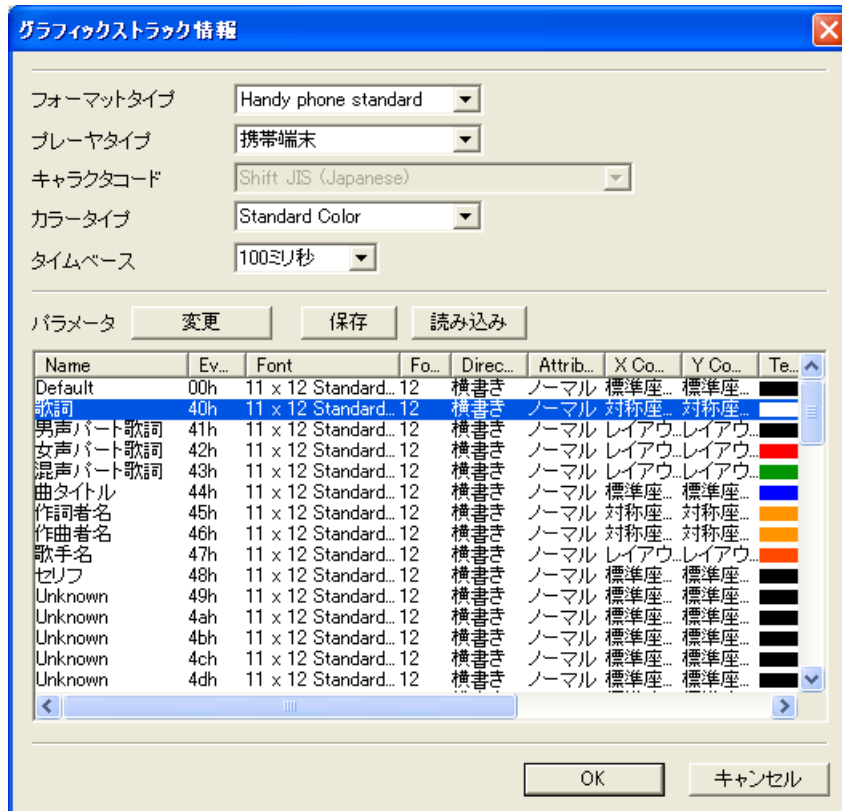 グラフィックストラック情報
フォーマットタイプ Handy phone standard
プレーヤタイプ 携帯端末
キャラクタコード Shift JIS (Japanese)
カラータイプ Standard Color
タイムベース 100ミリ秒
パラメータ 変更 保存 読み込み
Name Ev... Font Fo... Direc... Attrib... X Co... Y Co... Te...
Default 00h 11 x 12 Standard... 12 横書き ノーマル 標準座... 標準座...
歌詞 40h 11 x 12 Standard... 12 横書き ノーマル 対称座... 対称座...
男声パート歌詞 41h 11 x 12 Standard... 12 横書き ノーマル レイアウ... レイアウ...
女声パート歌詞 42h 11 x 12 Standard... 12 横書き ノーマル レイアウ... レイアウ...
混声パート歌詞 43h 11 x 12 Standard... 12 横書き ノーマル レイアウ... レイアウ...
曲タイトル 44h 11 x 12 Standard... 12 横書き ノーマル 標準座... 標準座...
作詞者名 45h 11 x 12 Standard... 12 横書き ノーマル 対称座... 対称座...
作曲者名 46h 11 x 12 Standard... 12 横書き ノーマル 対称座... 対称座...
歌手名 47h 11 x 12 Standard... 12 横書き ノーマル レイアウ... レイアウ...
セリフ 48h 11 x 12 Standard... 12 横書き ノーマル 標準座... 標準座...
Unknown 49h 11 x 12 Standard... 12 横書き ノーマル 標準座... 標準座...
Unknown 4ah 11 x 12 Standard... 12 横書き ノーマル 標準座... 標準座...
Unknown 4bh 11 x 12 Standard... 12 横書き ノーマル 標準座... 標準座...
Unknown 4ch 11 x 12 Standard... 12 横書き ノーマル 標準座... 標準座...
Unknown 4dh 11 x 12 Standard... 12 横書き ノーマル 標準座... 標準座...
OK キャンセル